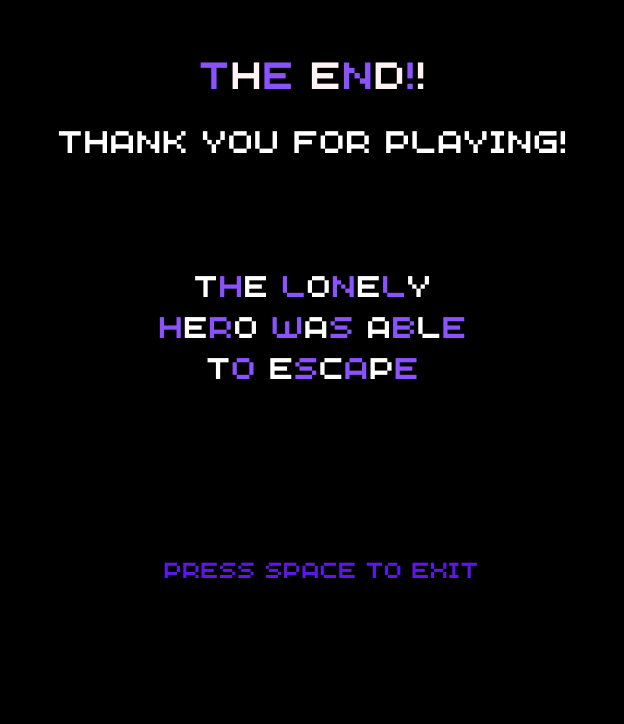 THE END!!
THANK YOU FOR PLAYING!
THE LONELY
HERO WAS ABLE
TO ESCAPE
PRESS SPACE TO EXIT